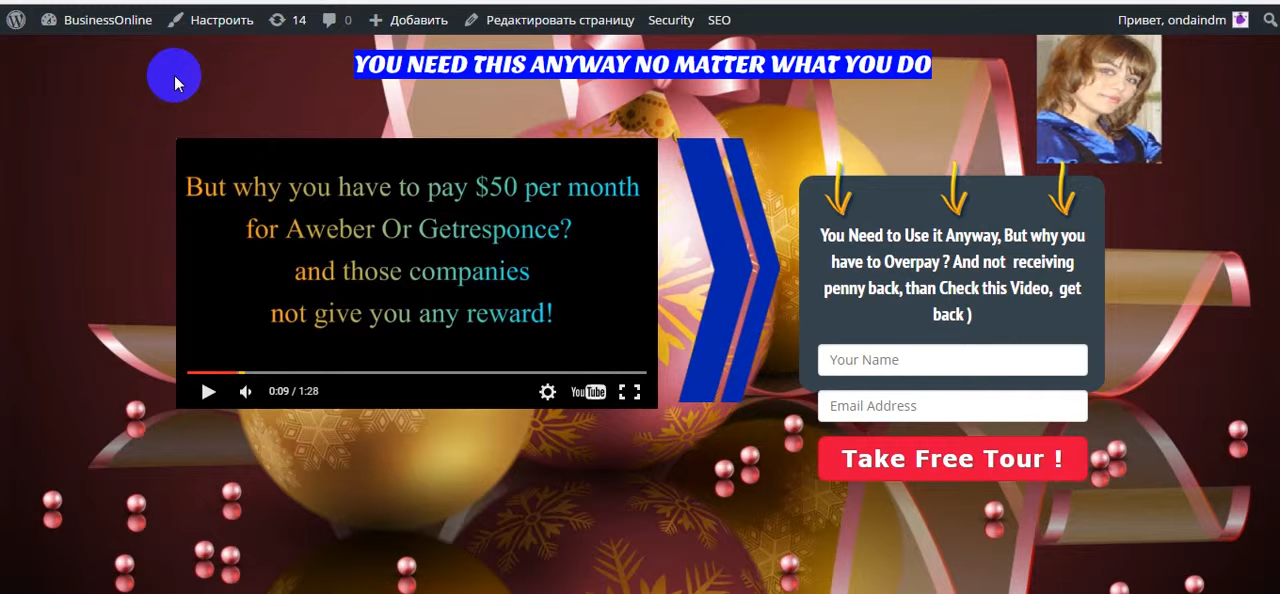 BusinessOnline Настроить 14 0 Добавить Редактировать страницу Security SEO Привет, ondaindm
YOU NEED THIS ANYWAY NO MATTER WHAT YOU DO
But why you have to pay $50 per month
for Aweber Or Getresponce?
and those companies
not give you any reward!
0:09 / 1:28 YouTube
You Need to Use it Anyway, But why you
have to Overpay ? And not receiving
penny back, than Check this Video, get
back )
Your Name
Email Address
Take Free Tour !